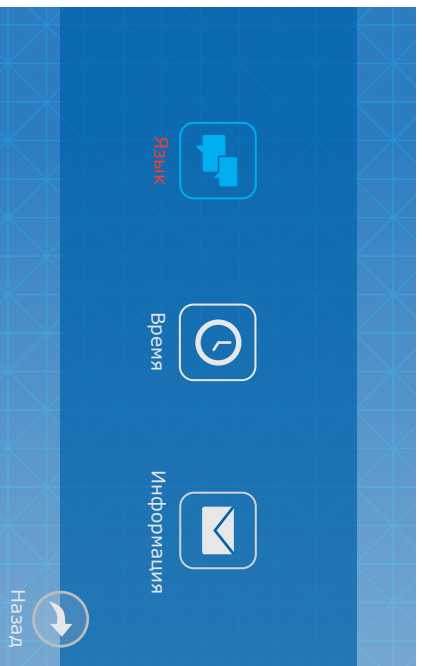 Язык
Время
Информация
Назад